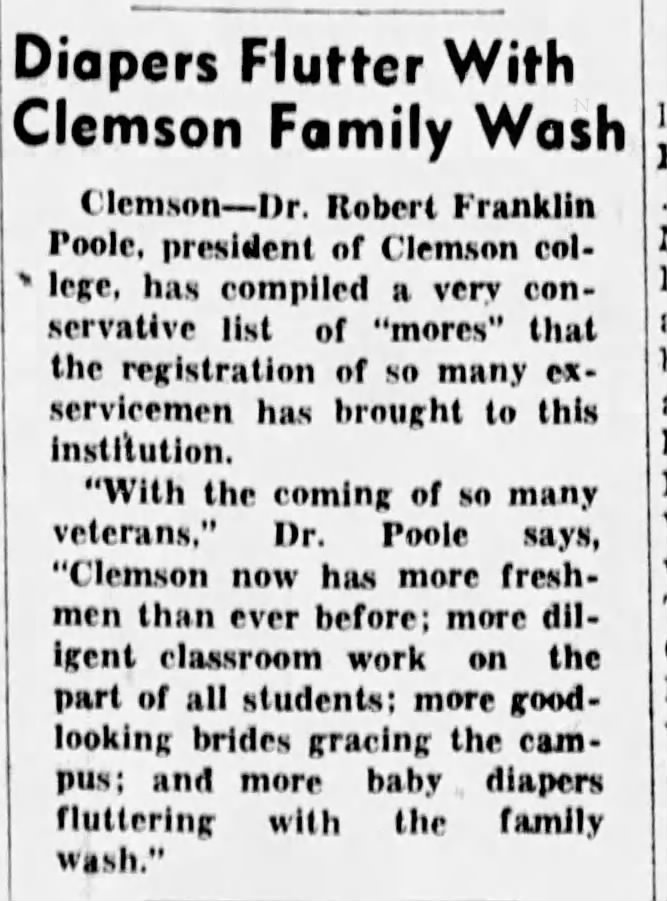 Diapers Flutter With
Clemson Family Wash
Clemson—Dr. Robert Franklin
Poole, president of Clemson col-
lege, has compiled a very con-
servative list of "mores" that
the registration of so many ex-
servicemen has brought to this
institution.
"With the coming of so many
veterans," Dr. Poole says,
"Clemson now has more fresh-
men than ever before; more dil-
igent classroom work on the
part of all students; more good-
looking brides gracing the cam-
pus; and more baby diapers
fluttering with the family
wash."